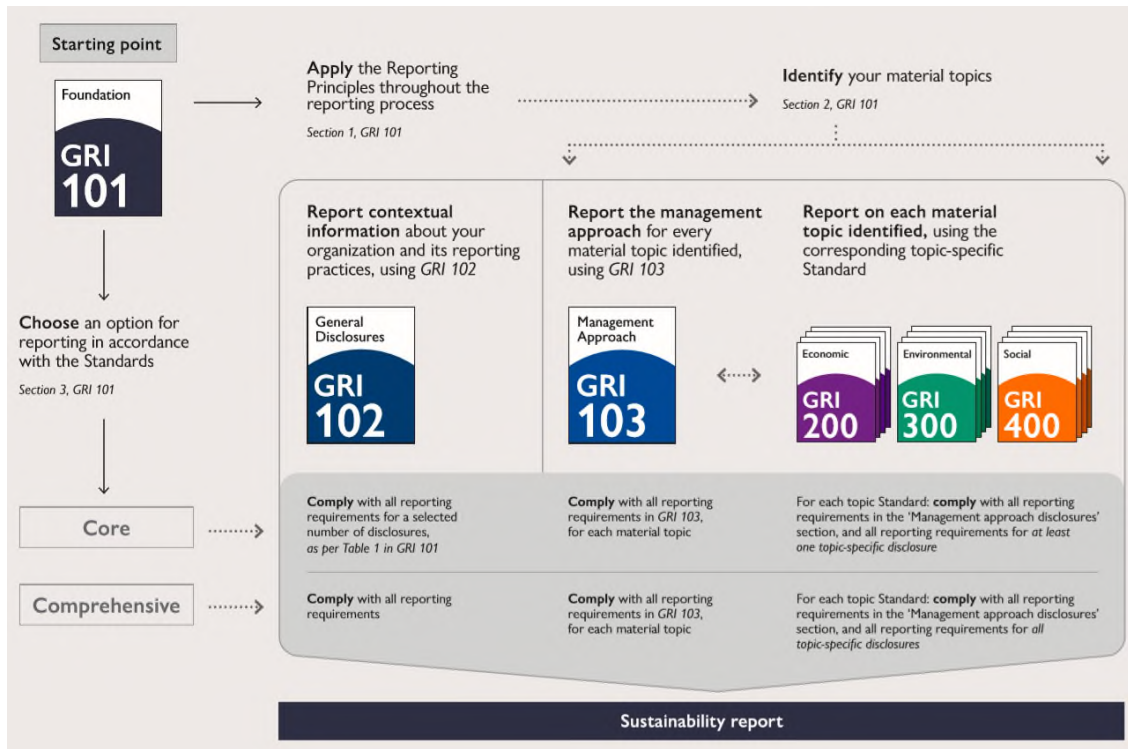 Starting point
Foundation
GRI
101
Apply the Reporting
Principles throughout the
reporting process
Section 1, GRI 101
Identify your material topics
Section 2, GRI 101
Choose an option for
reporting in accordance
with the Standards
Section 3, GRI 101
Report contextual
information about your
organization and its reporting
practices, using GRI 102
General
Disclosures
GRI
102
Report the management
approach for every
material topic identified,
using GRI 103
Management
Approach
GRI
103
Report on each material
topic identified, using the
corresponding topic-specific
Standard
Economic
GRI
200
Environmental
GRI
300
Social
GRI
400
Core
Comply with all reporting
requirements for a selected
number of disclosures,
as per Table 1 in GRI 101
Comply with all reporting
requirements in GRI 103,
for each material topic
For each topic Standard: comply with all reporting
requirements in the ‘Management approach disclosures’
section, and all reporting requirements for at least
one topic-specific disclosure
Comprehensive
Comply with all reporting
requirements
Comply with all reporting
requirements in GRI 103,
for each material topic
For each topic Standard: comply with all reporting
requirements in the ‘Management approach disclosures’
section, and all reporting requirements for all
topic-specific disclosures
Sustainability report